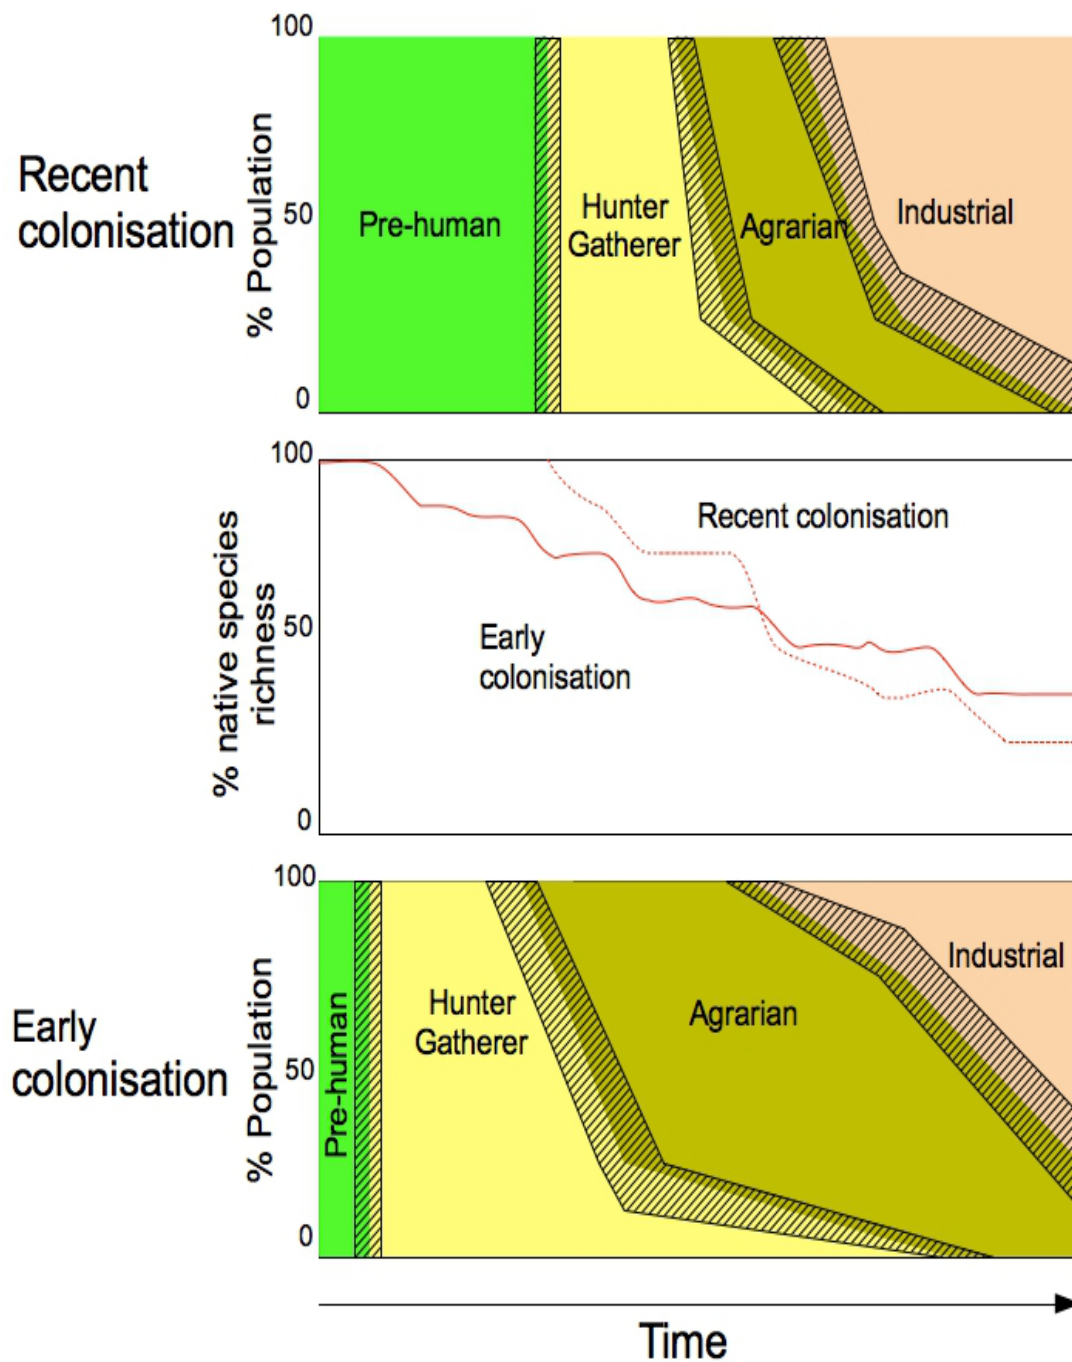 100
Recent
colonisation
% Population
50
0
Pre-human
Hunter
Gatherer
Agrarian
Industrial
100
% native species
richness
50
0
Recent colonisation
Early
colonisation
100
Early
colonisation
% Population
50
0
Pre-human
Hunter
Gatherer
Agrarian
Industrial
Time